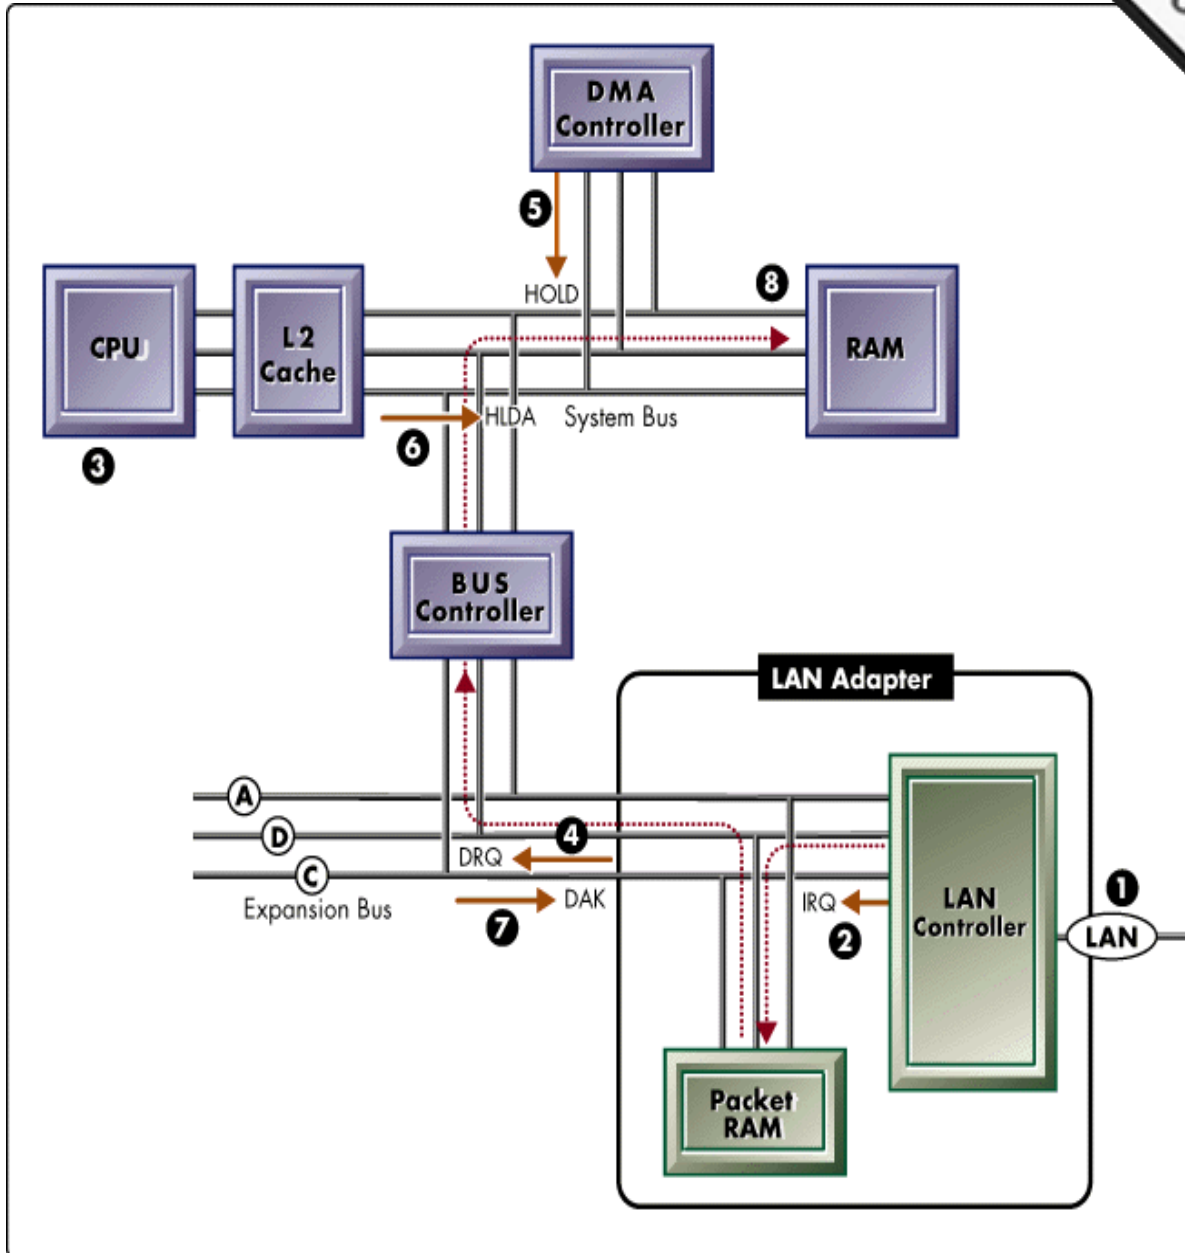 DMA
Controller
5
HOLD
8
CPU
L2
Cache
RAM
HLDA
System Bus
6
3
BUS
Controller
LAN Adapter
A
D
4
DRQ
C
DAK
Expansion Bus
7
IRQ
2
LAN
Controller
1
LAN
Packet
RAM